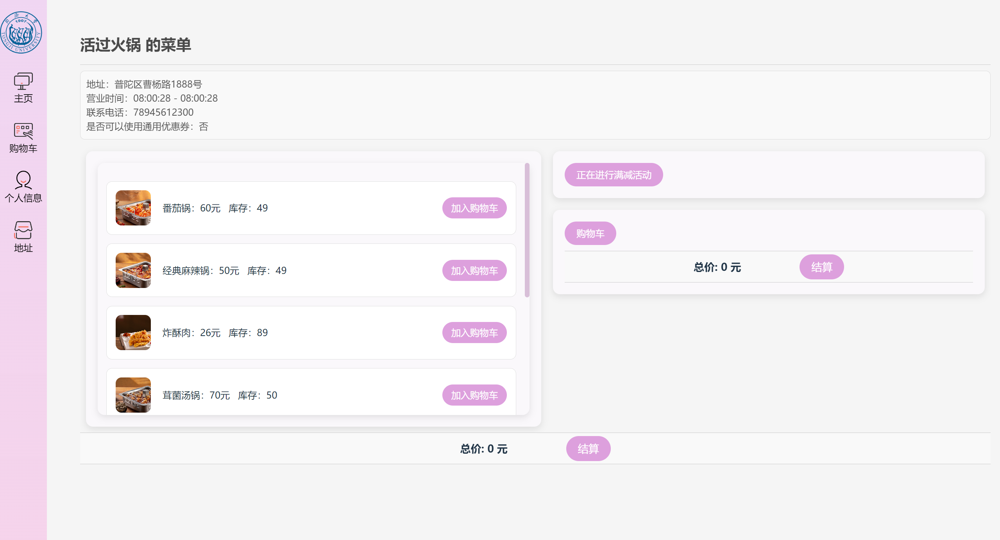 同济大学
1907
TONGJI UNIVERSITY
主页
购物车
个人信息
地址
活过火锅 的菜单
地址：普陀区曹杨路1888号
营业时间：08:00:28 - 08:00:28
联系电话：78945612300
是否可以使用通用优惠券：否
番茄锅：60元 库存：49
加入购物车
经典麻辣锅：50元 库存：49
加入购物车
炸酥肉：26元 库存：89
加入购物车
茸菌汤锅：70元 库存：50
加入购物车
正在进行满减活动
购物车
总价: 0 元
结算
总价: 0 元
结算